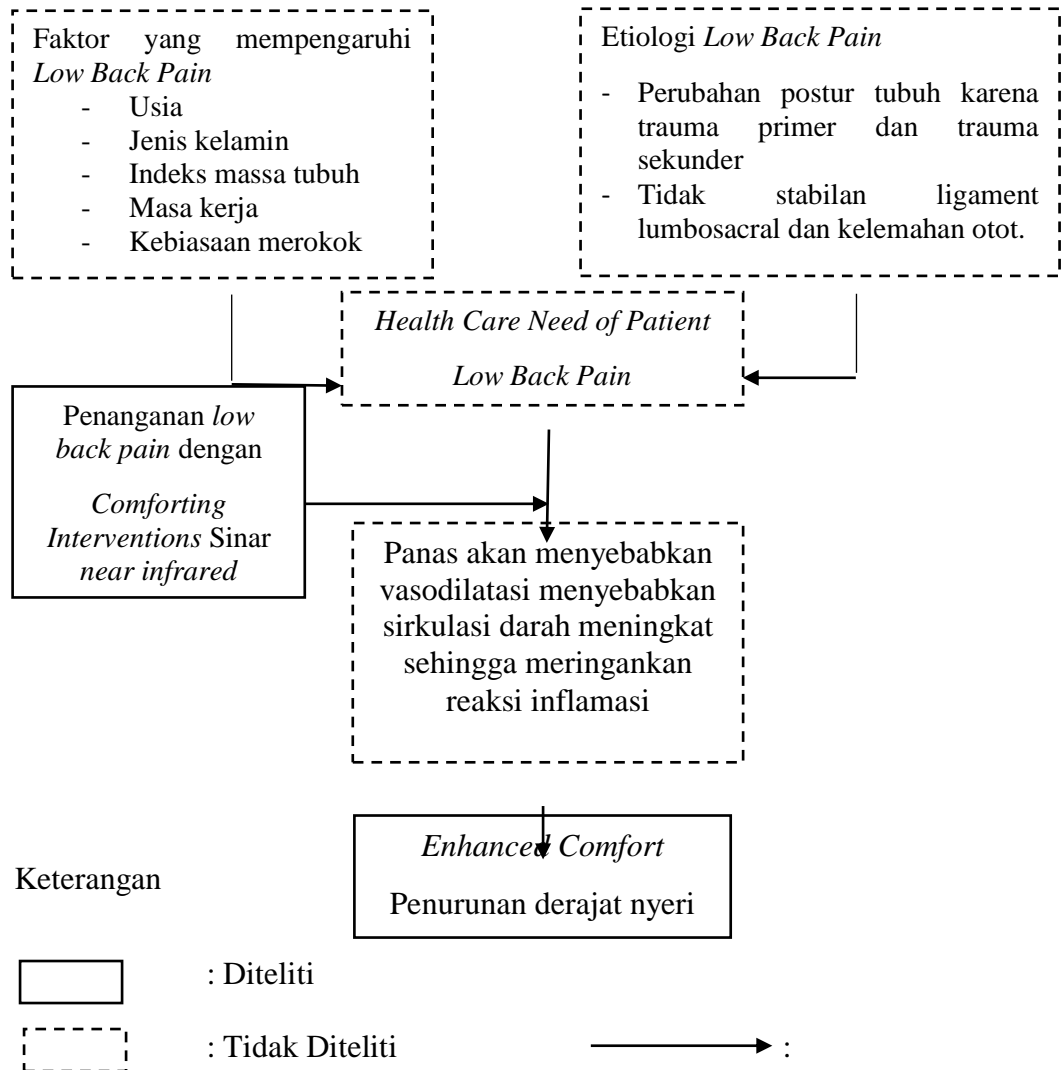 Faktor yang mempengaruhi
Low Back Pain
- Usia
- Jenis kelamin
- Indeks massa tubuh
- Masa kerja
- Kebiasaan merokok
Etiologi Low Back Pain
- Perubahan postur tubuh karena
trauma primer dan trauma
sekunder
- Tidak stabilan ligament
lumbosacral dan kelemahan otot.
Health Care Need of Patient
Low Back Pain
Penanganan low
back pain dengan
Comforting
Interventions Sinar
near infrared
Panas akan menyebabkan
vasodilatasi menyebabkan
sirkulasi darah meningkat
sehingga meringankan
reaksi inflamasi
Enhanced Comfort
Penurunan derajat nyeri
Keterangan
: Diteliti
: Tidak Diteliti
: